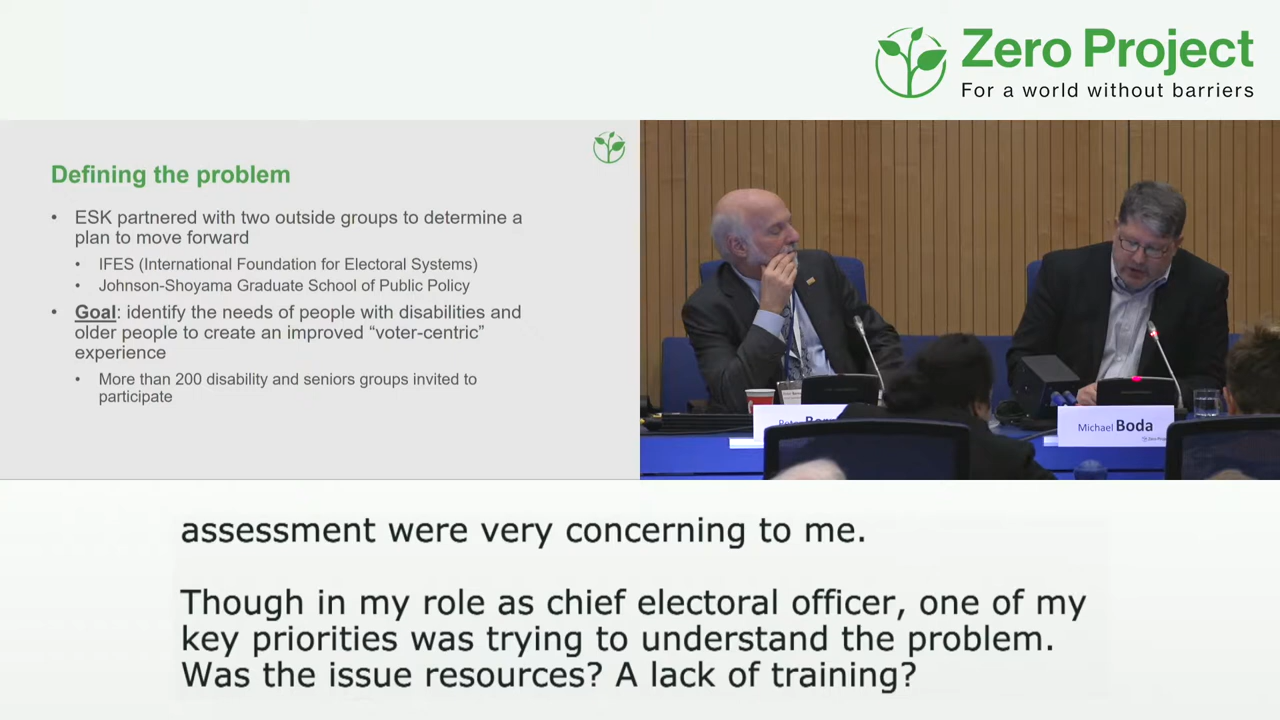 Zero Project
For a world without barriers
Defining the problem
• ESK partnered with two outside groups to determine a
plan to move forward
• IFES (International Foundation for Electoral Systems)
• Johnson-Shoyama Graduate School of Public Policy
• Goal: identify the needs of people with disabilities and
older people to create an improved “voter-centric”
experience
• More than 200 disability and seniors groups invited to
participate
Michael Boda
assessment were very concerning to me.
Though in my role as chief electoral officer, one of my
key priorities was trying to understand the problem.
Was the issue resources? A lack of training?